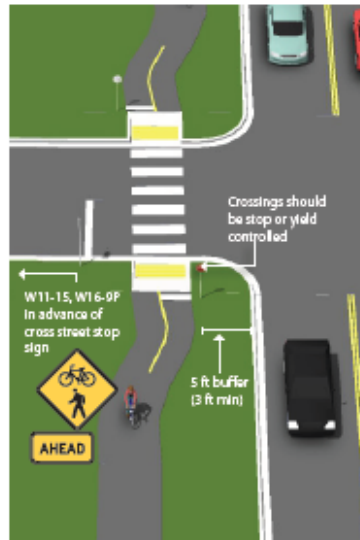 Crossings should
be stop or yield
controlled
W11-15, W16-9P
in advance of
cross street stop
sign
5 ft buffer
(3 ft min)
AHEAD